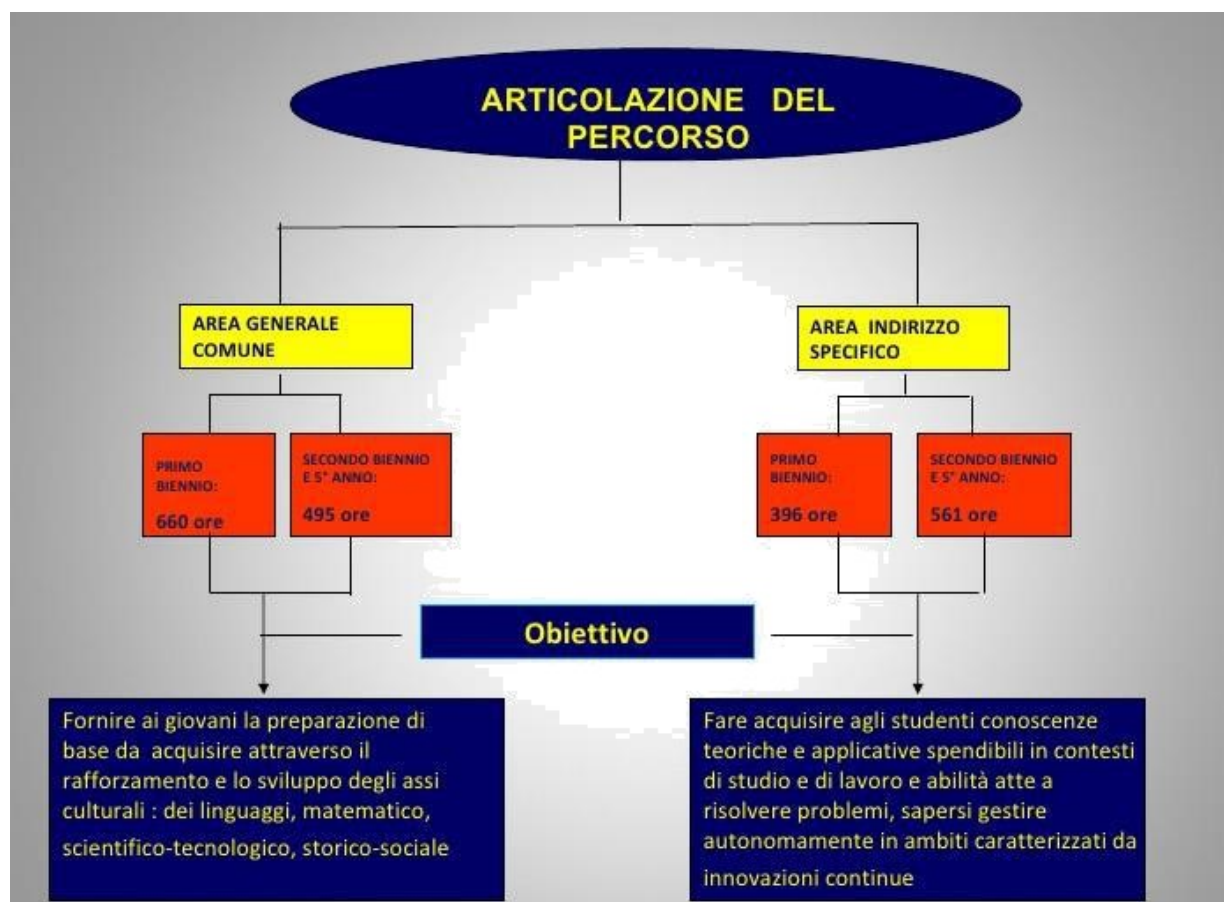 ARTICOLAZIONE DEL
PERCORSO
AREA GENERALE
COMUNE
AREA INDIRIZZO
SPECIFICO
PRIMO
BIENNIO:
660 ore
SECONDO BIENNIO
E 5° ANNO:
495 ore
PRIMO
BIENNIO:
396 ore
SECONDO BIENNIO
E 5° ANNO:
561 ore
Obiettivo
Fornire ai giovani la preparazione di
base da acquisire attraverso il
rafforzamento e lo sviluppo degli assi
culturali : dei linguaggi, matematico,
scientifico-tecnologico, storico-sociale
Fare acquisire agli studenti conoscenze
teoriche e applicative spendibili in contesti
di studio e di lavoro e abilità atte a
risolvere problemi, sapersi gestire
autonomamente in ambiti caratterizzati da
innovazioni continue